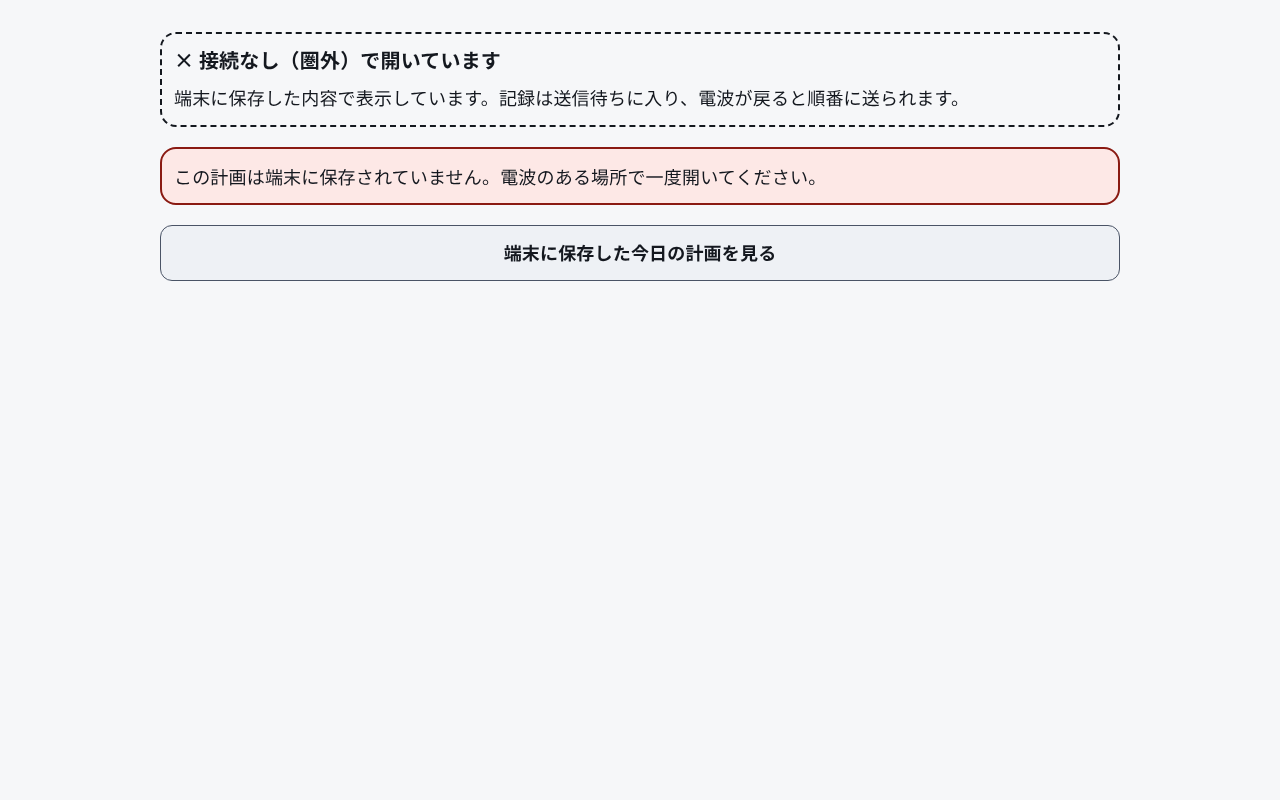 × 接続なし（圏外）で開いています
端末に保存した内容で表示しています。記録は送信待ちに入り、電波が戻ると順番に送られます。
この計画は端末に保存されていません。電波のある場所で一度開いてください。
端末に保存した今日の計画を見る